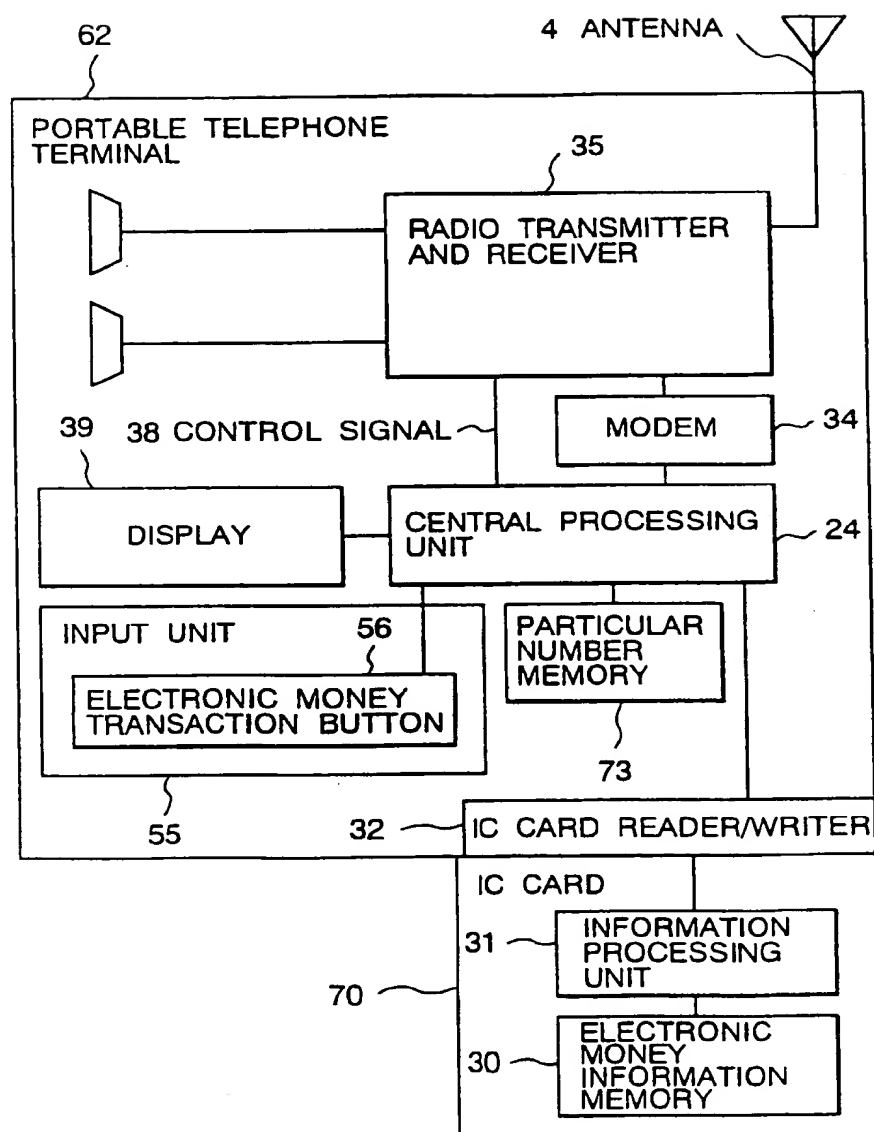 62
4 ANTENNA
PORTABLE TELEPHONE
TERMINAL
35
RADIO TRANSMITTER
AND RECEIVER
39
38 CONTROL SIGNAL
MODEM
34
DISPLAY
CENTRAL PROCESSING
UNIT
24
INPUT UNIT
56
ELECTRONIC MONEY
TRANSACTION BUTTON
PARTICULAR
NUMBER
MEMORY
73
55
32
IC CARD READER/WRITER
IC CARD
31
INFORMATION
PROCESSING
UNIT
70
30
ELECTRONIC
MONEY
INFORMATION MEMORY